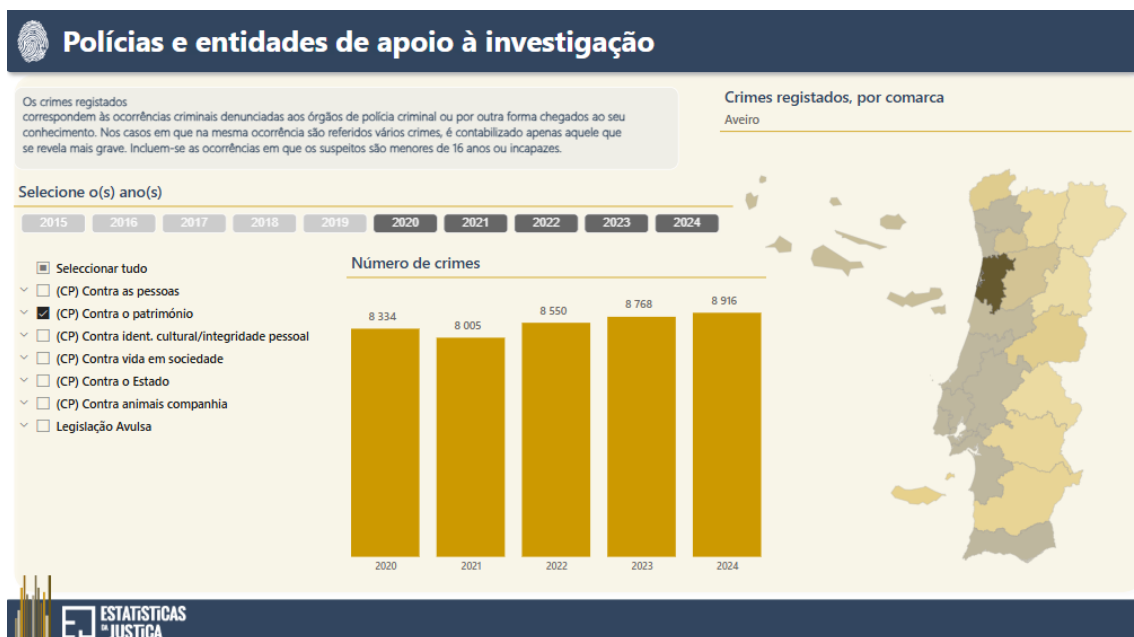 Polícias e entidades de apoio à investigação
Os crimes registados
correspondem às ocorrências criminais denunciadas aos órgãos de polícia criminal ou por outra forma chegados ao seu
conhecimento. Nos casos em que na mesma ocorrência são referidos vários crimes, é contabilizado apenas aquele que
se revela mais grave. Incluem-se as ocorrências em que os suspeitos são menores de 16 anos ou incapazes.
Crimes registados, por comarca
Aveiro
Selecione o(s) ano(s)
2015 2016 2017 2018 2019 2020 2021 2022 2023 2024
Seleccionar tudo
(CP) Contra as pessoas
(CP) Contra o património
(CP) Contra ident. cultural/integridade pessoal
(CP) Contra vida em sociedade
(CP) Contra o Estado
(CP) Contra animais companhia
Legislação Avulsa
Número de crimes
8 334 8 005 8 550 8 768 8 916
2020 2021 2022 2023 2024
EJ ESTATÍSTICAS
DA JUSTIÇA